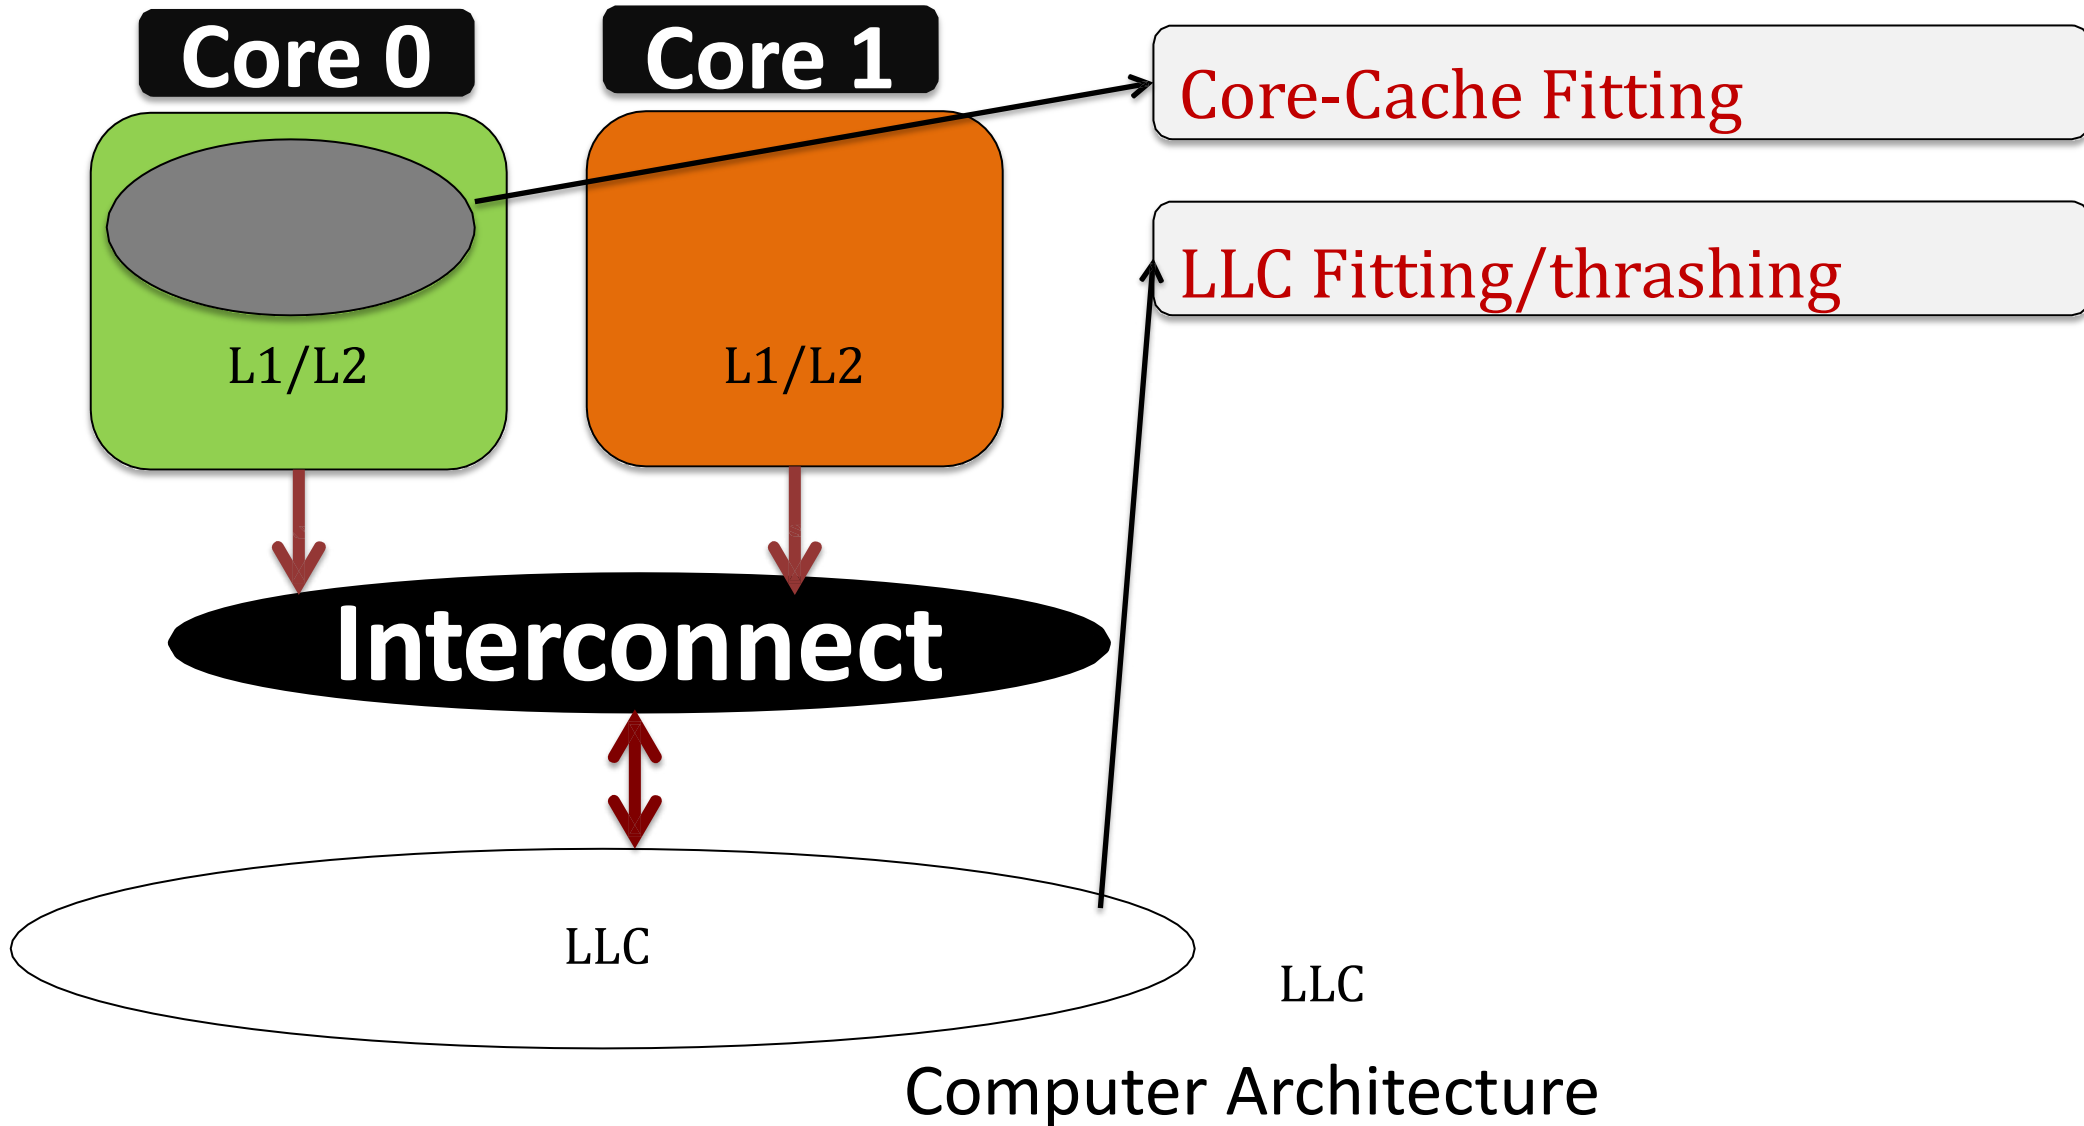 Core 0
Core 1
Core-Cache Fitting
LLC Fitting/thrashing
L1/L2
L1/L2
Interconnect
LLC
LLC
Computer Architecture